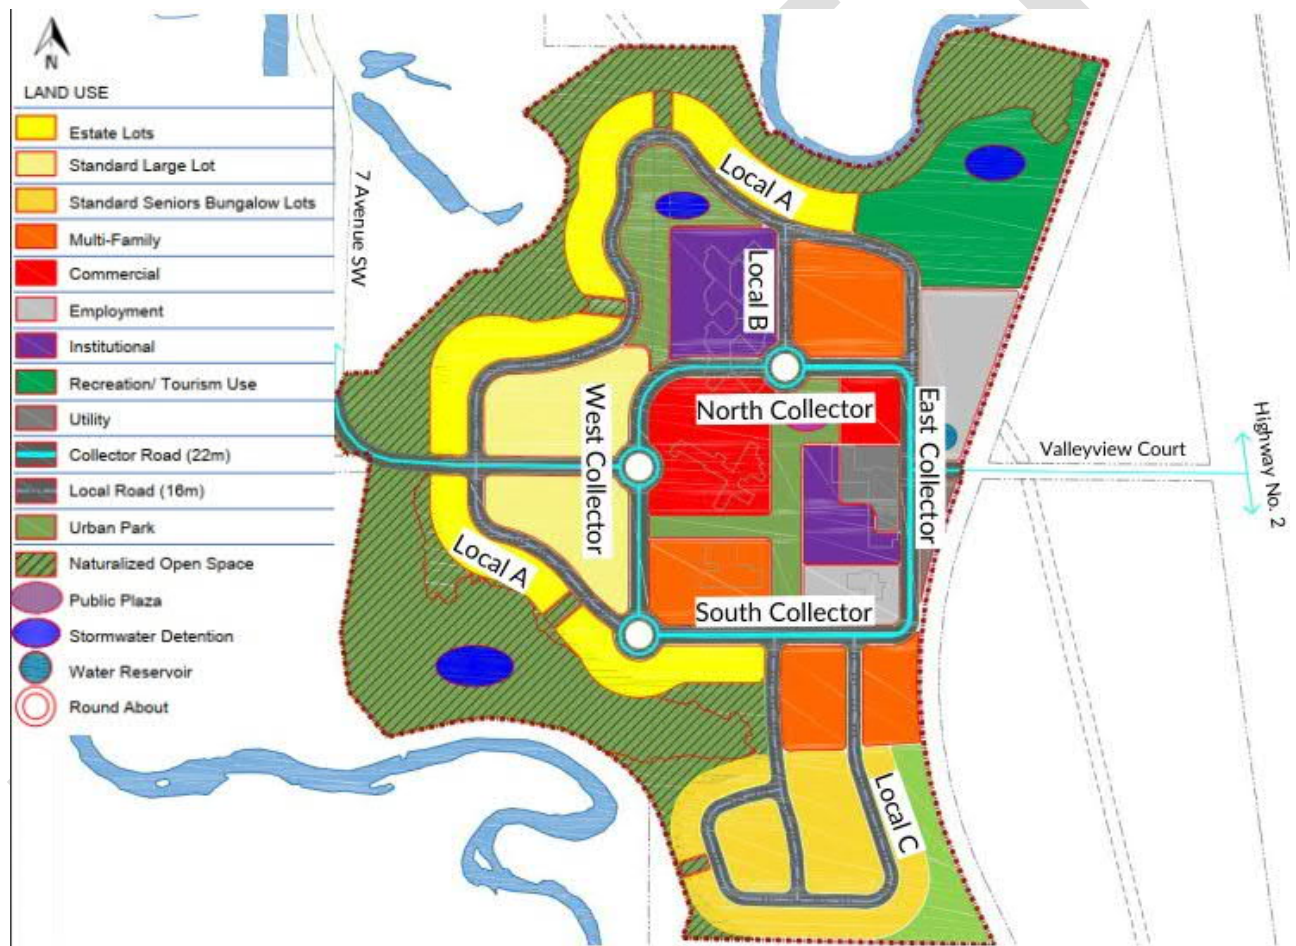 N
LAND USE
Estate Lots
Standard Large Lot
Standard Seniors Bungalow Lots
Multi-Family
Commercial
Employment
Institutional
Recreation/ Tourism Use
Utility
Collector Road (22m)
Local Road (16m)
Urban Park
Naturalized Open Space
Public Plaza
Stormwater Detention
Water Reservoir
Round About
7 Avenue SW
Local A
Local B
West Collector
North Collector
East Collector
Valleyview Court
Highway No. 2
Local A
South Collector
Local C